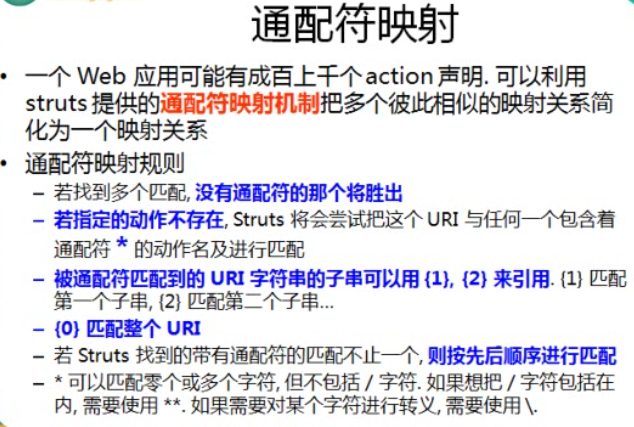 通配符映射
• 一个 Web 应用可能有成百上千个 action 声明. 可以利用
struts 提供的通配符映射机制把多个彼此相似的映射关系简
化为一个映射关系
• 通配符映射规则
– 若找到多个匹配, 没有通配符的那个将胜出
– 若指定的动作不存在, Struts 将会尝试把这个 URI 与任何一个包含着
通配符 * 的动作名及进行匹配
– 被通配符匹配到的 URI 字符串的子串可以用 {1}, {2} 来引用. {1} 匹配
第一个子串, {2} 匹配第二个子串…
– {0} 匹配整个 URI
– 若 Struts 找到的带有通配符的匹配不止一个, 则按先后顺序进行匹配
– * 可以匹配零个或多个字符, 但不包括 / 字符. 如果想把 / 字符包括在
内, 需要使用 **. 如果需要对某个字符进行转义, 需要使用 \.